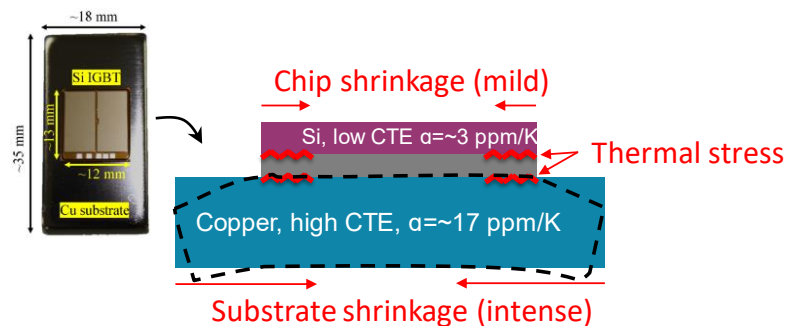 ~18 mm
Si IGBT
~13 mm
~35 mm
~12 mm
Cu substrate
Chip shrinkage (mild)
Si, low CTE α=~3 ppm/K
Thermal stress
Copper, high CTE, α=~17 ppm/K
Substrate shrinkage (intense)